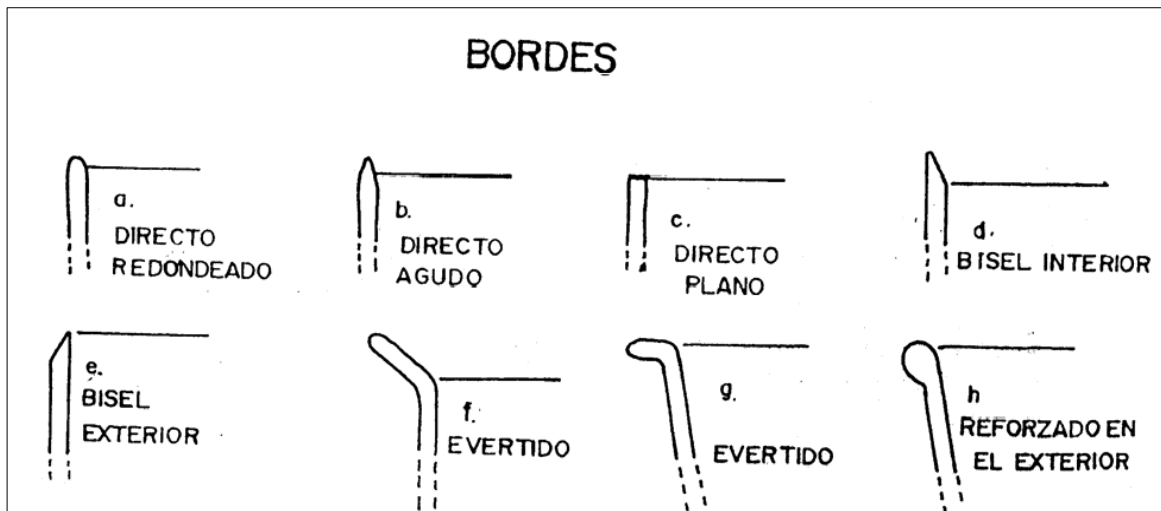 BORDES
a.
DIRECTO
REDONDEADO
b.
DIRECTO
AGUDO
c.
DIRECTO
PLANO
d.
BISEL INTERIOR
e.
BISEL
EXTERIOR
f.
EVERTIDO
g.
EVERTIDO
h
REFORZADO EN
EL EXTERIOR